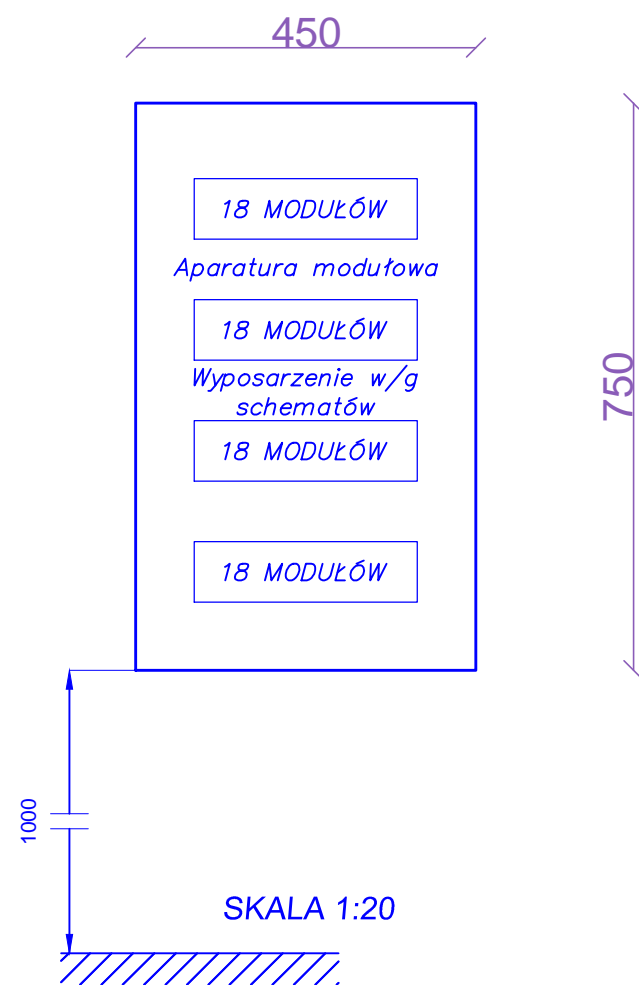 450
18 MODUŁÓW
Aparatura modułowa
18 MODUŁÓW
Wyposarzenie w/g
schematów
18 MODUŁÓW
18 MODUŁÓW
750
1000
SKALA 1:20